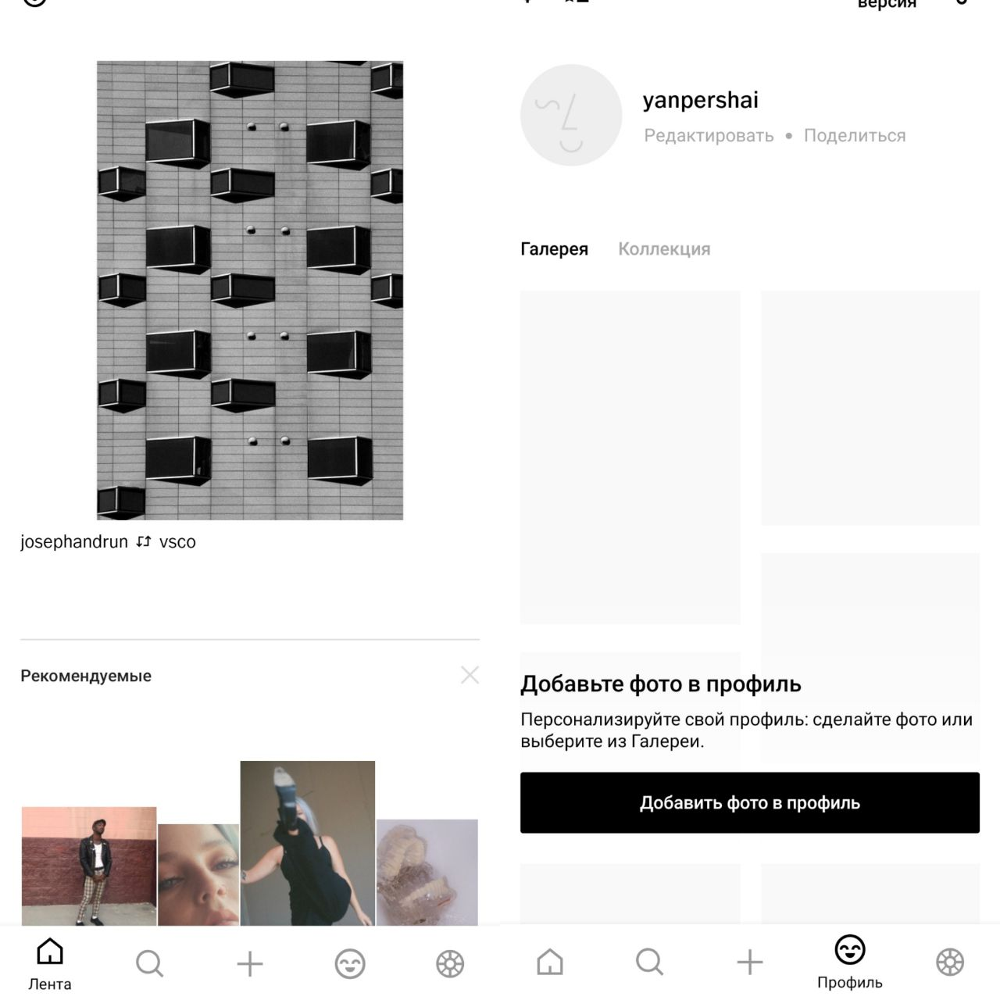 josephandrun vsco
Рекомендуемые
Лента
версия
yanpershai
Редактировать • Поделиться
Галерея Коллекция
Добавьте фото в профиль
Персонализируйте свой профиль: сделайте фото или
выберите из Галереи.
Добавить фото в профиль
Профиль